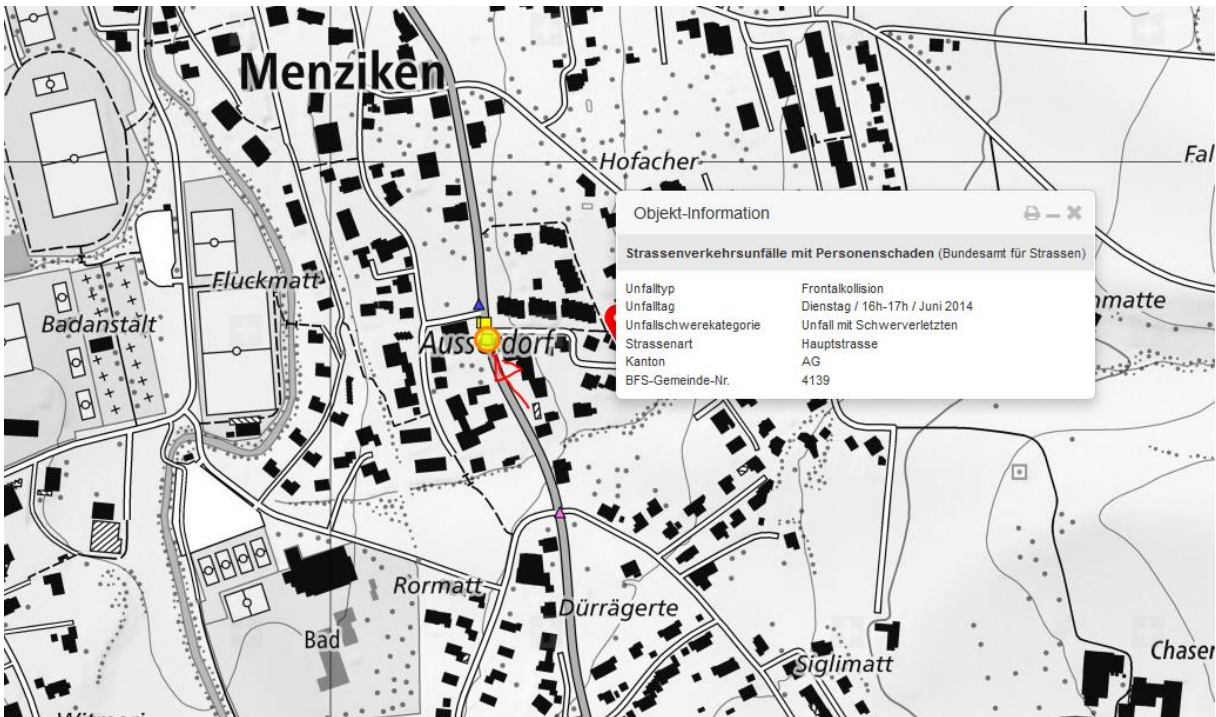 Menziken
Hofacher
Fal
Objekt-Information
Strassenverkehrsunfälle mit Personenschaden (Bundesamt für Strassen)
Unfalltyp Frontalkollision
Unfalltag Dienstag / 16h-17h / Juni 2014
Unfallschwerekategorie Unfall mit Schwerverletzten
Strassenart Hauptstrasse
Kanton AG
BFS-Gemeinde-Nr. 4139
Fluckmatt
Badanstalt
nmatte
Rormatt
Dürrägerte
Bad
Siglimatt
Chaser